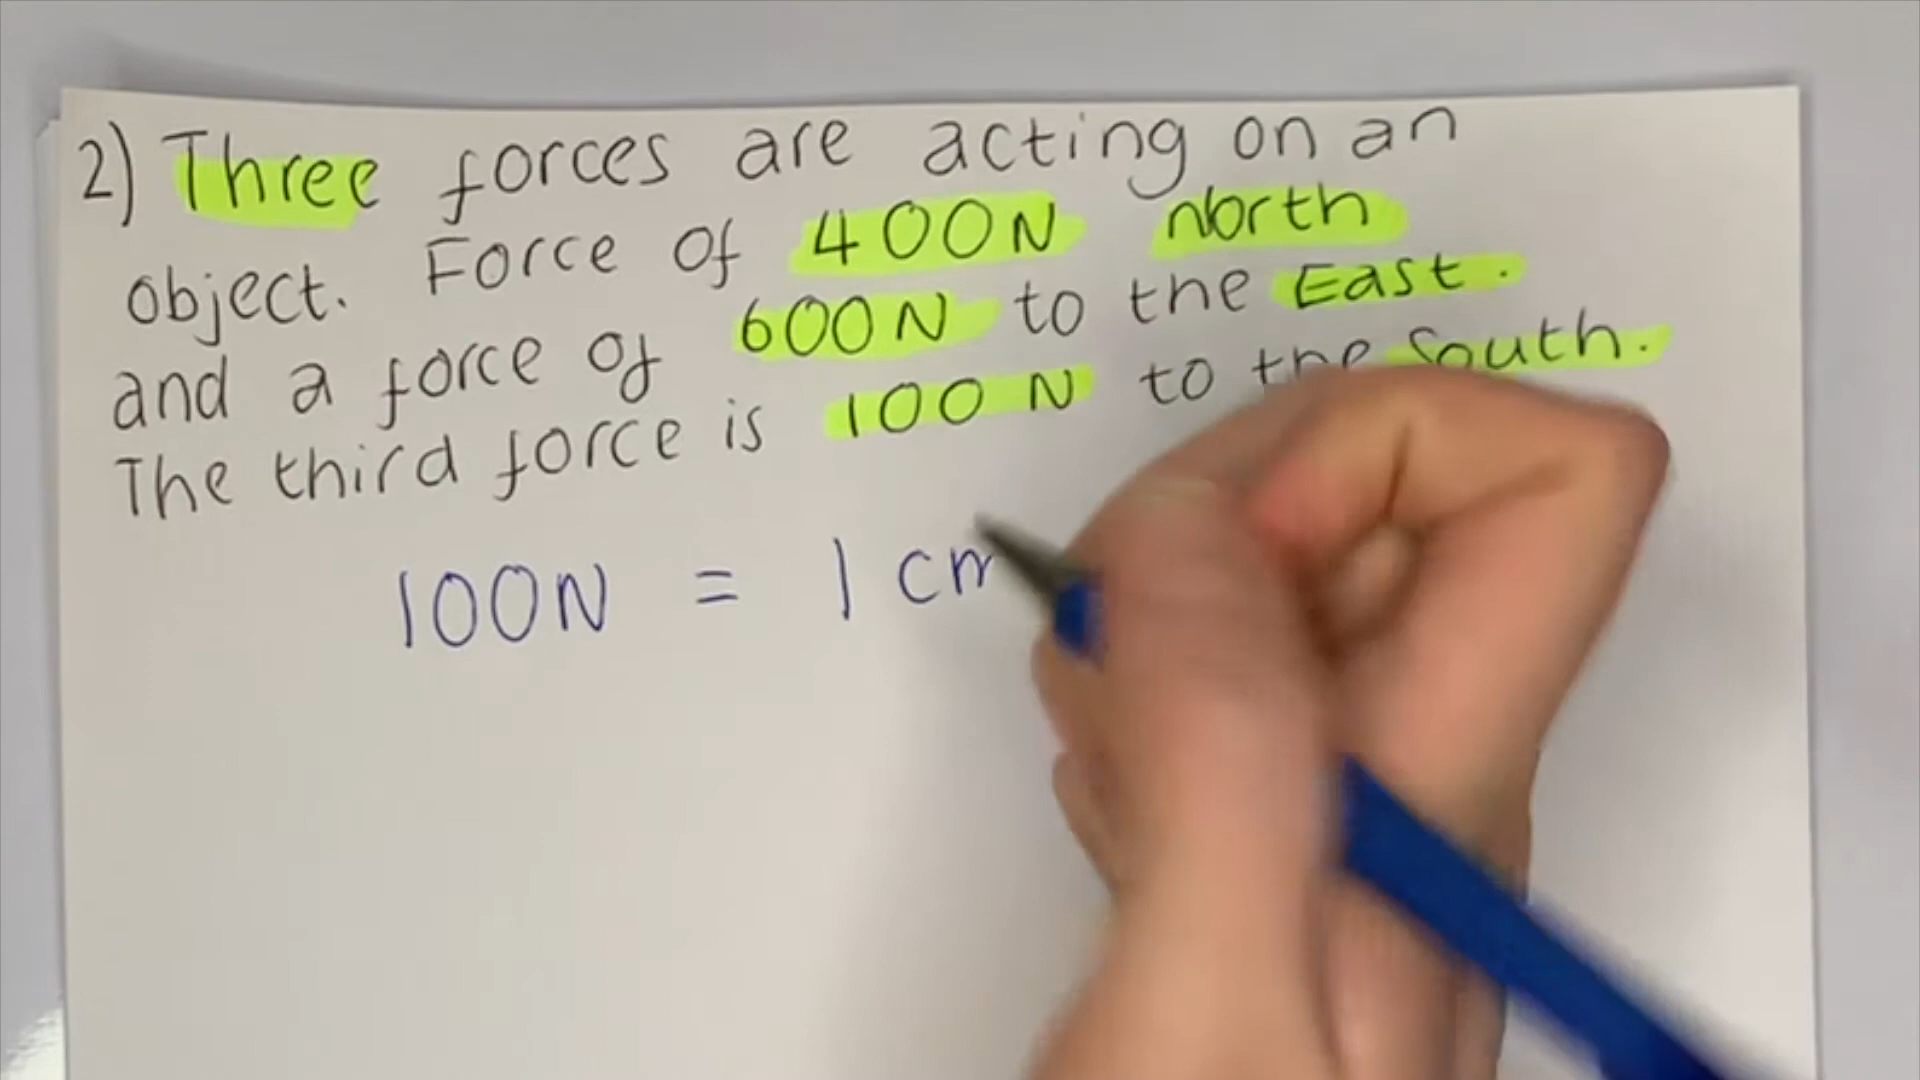 2) Three forces are acting on an
object. Force of 400N North
and a force of 600N to the East.
The third force is 100N to the South.
100N = 1 cm